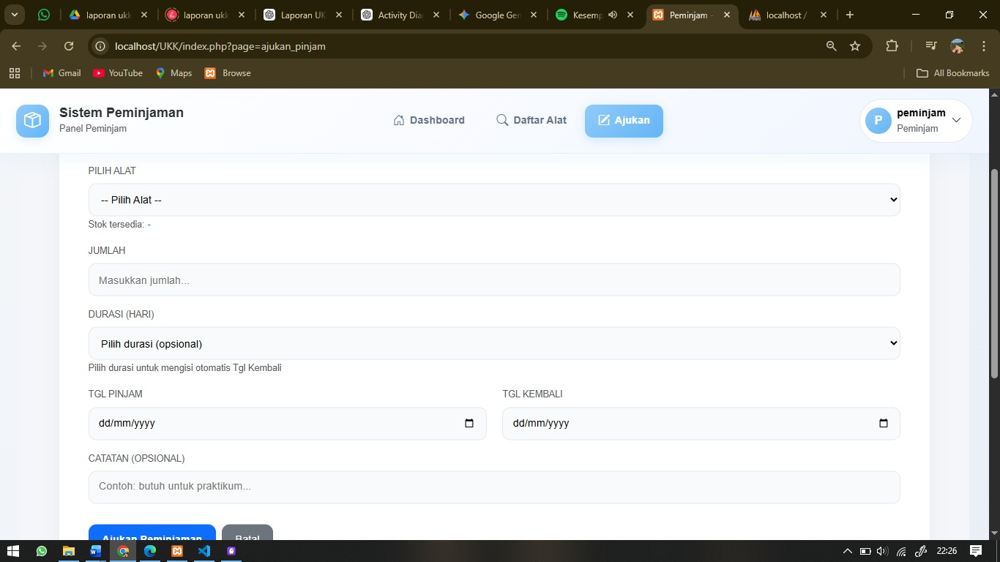 laporan ukk
laporan ukk
Laporan UK
Activity Dia
Google Gen
Kesemp
Peminjam -
localhost /
localhost/UKK/index.php?page=ajukan_pinjam
Gmail
YouTube
Maps
Browse
All Bookmarks
Sistem Peminjaman
Panel Peminjam
Dashboard
Daftar Alat
Ajukan
P
peminjam
Peminjam
PILIH ALAT
-- Pilih Alat --
Stok tersedia: -
JUMLAH
Masukkan jumlah...
DURASI (HARI)
Pilih durasi (opsional)
Pilih durasi untuk mengisi otomatis Tgl Kembali
TGL PINJAM
TGL KEMBALI
dd/mm/yyyy
dd/mm/yyyy
CATATAN (OPSIONAL)
Contoh: butuh untuk praktikum...
Ajukan Peminjaman
Batal
22:26